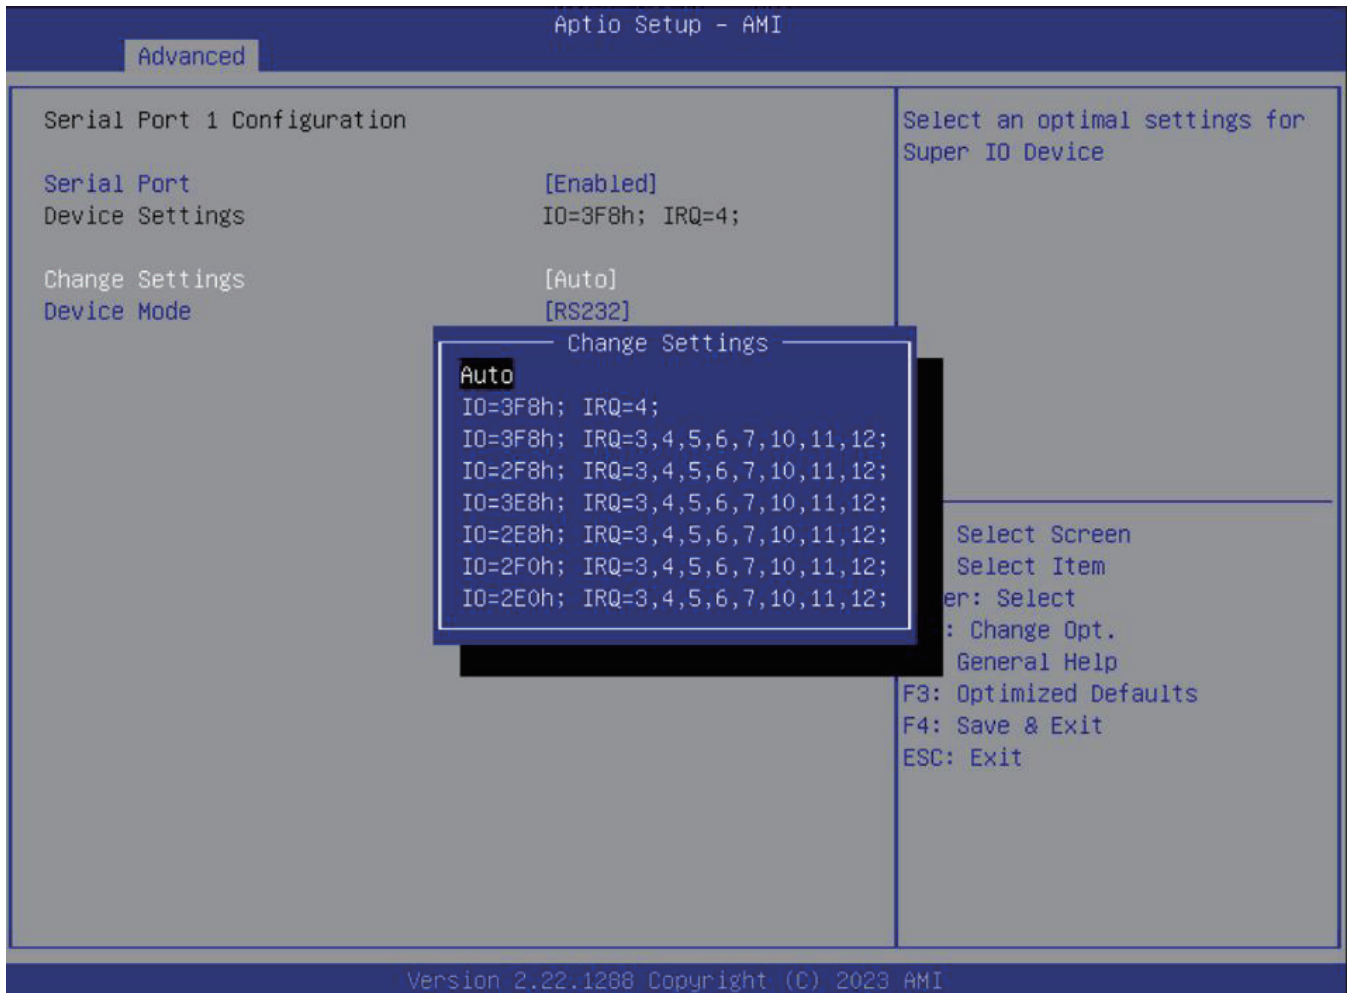 Aptio Setup - AMI
Advanced
Serial Port 1 Configuration
Serial Port [Enabled]
Device Settings IO=3F8h; IRQ=4;
Change Settings [Auto]
Device Mode [RS232]
Change Settings
Auto
IO=3F8h; IRQ=4;
IO=3F8h; IRQ=3,4,5,6,7,10,11,12;
IO=2F8h; IRQ=3,4,5,6,7,10,11,12;
IO=3E8h; IRQ=3,4,5,6,7,10,11,12;
IO=2E8h; IRQ=3,4,5,6,7,10,11,12;
IO=2F0h; IRQ=3,4,5,6,7,10,11,12;
IO=2E0h; IRQ=3,4,5,6,7,10,11,12;
Select an optimal settings for
Super IO Device
Select Screen
Select Item
er: Select
: Change Opt.
General Help
F3: Optimized Defaults
F4: Save & Exit
ESC: Exit
Version 2.22.1288 Copyright (C) 2023 AMI